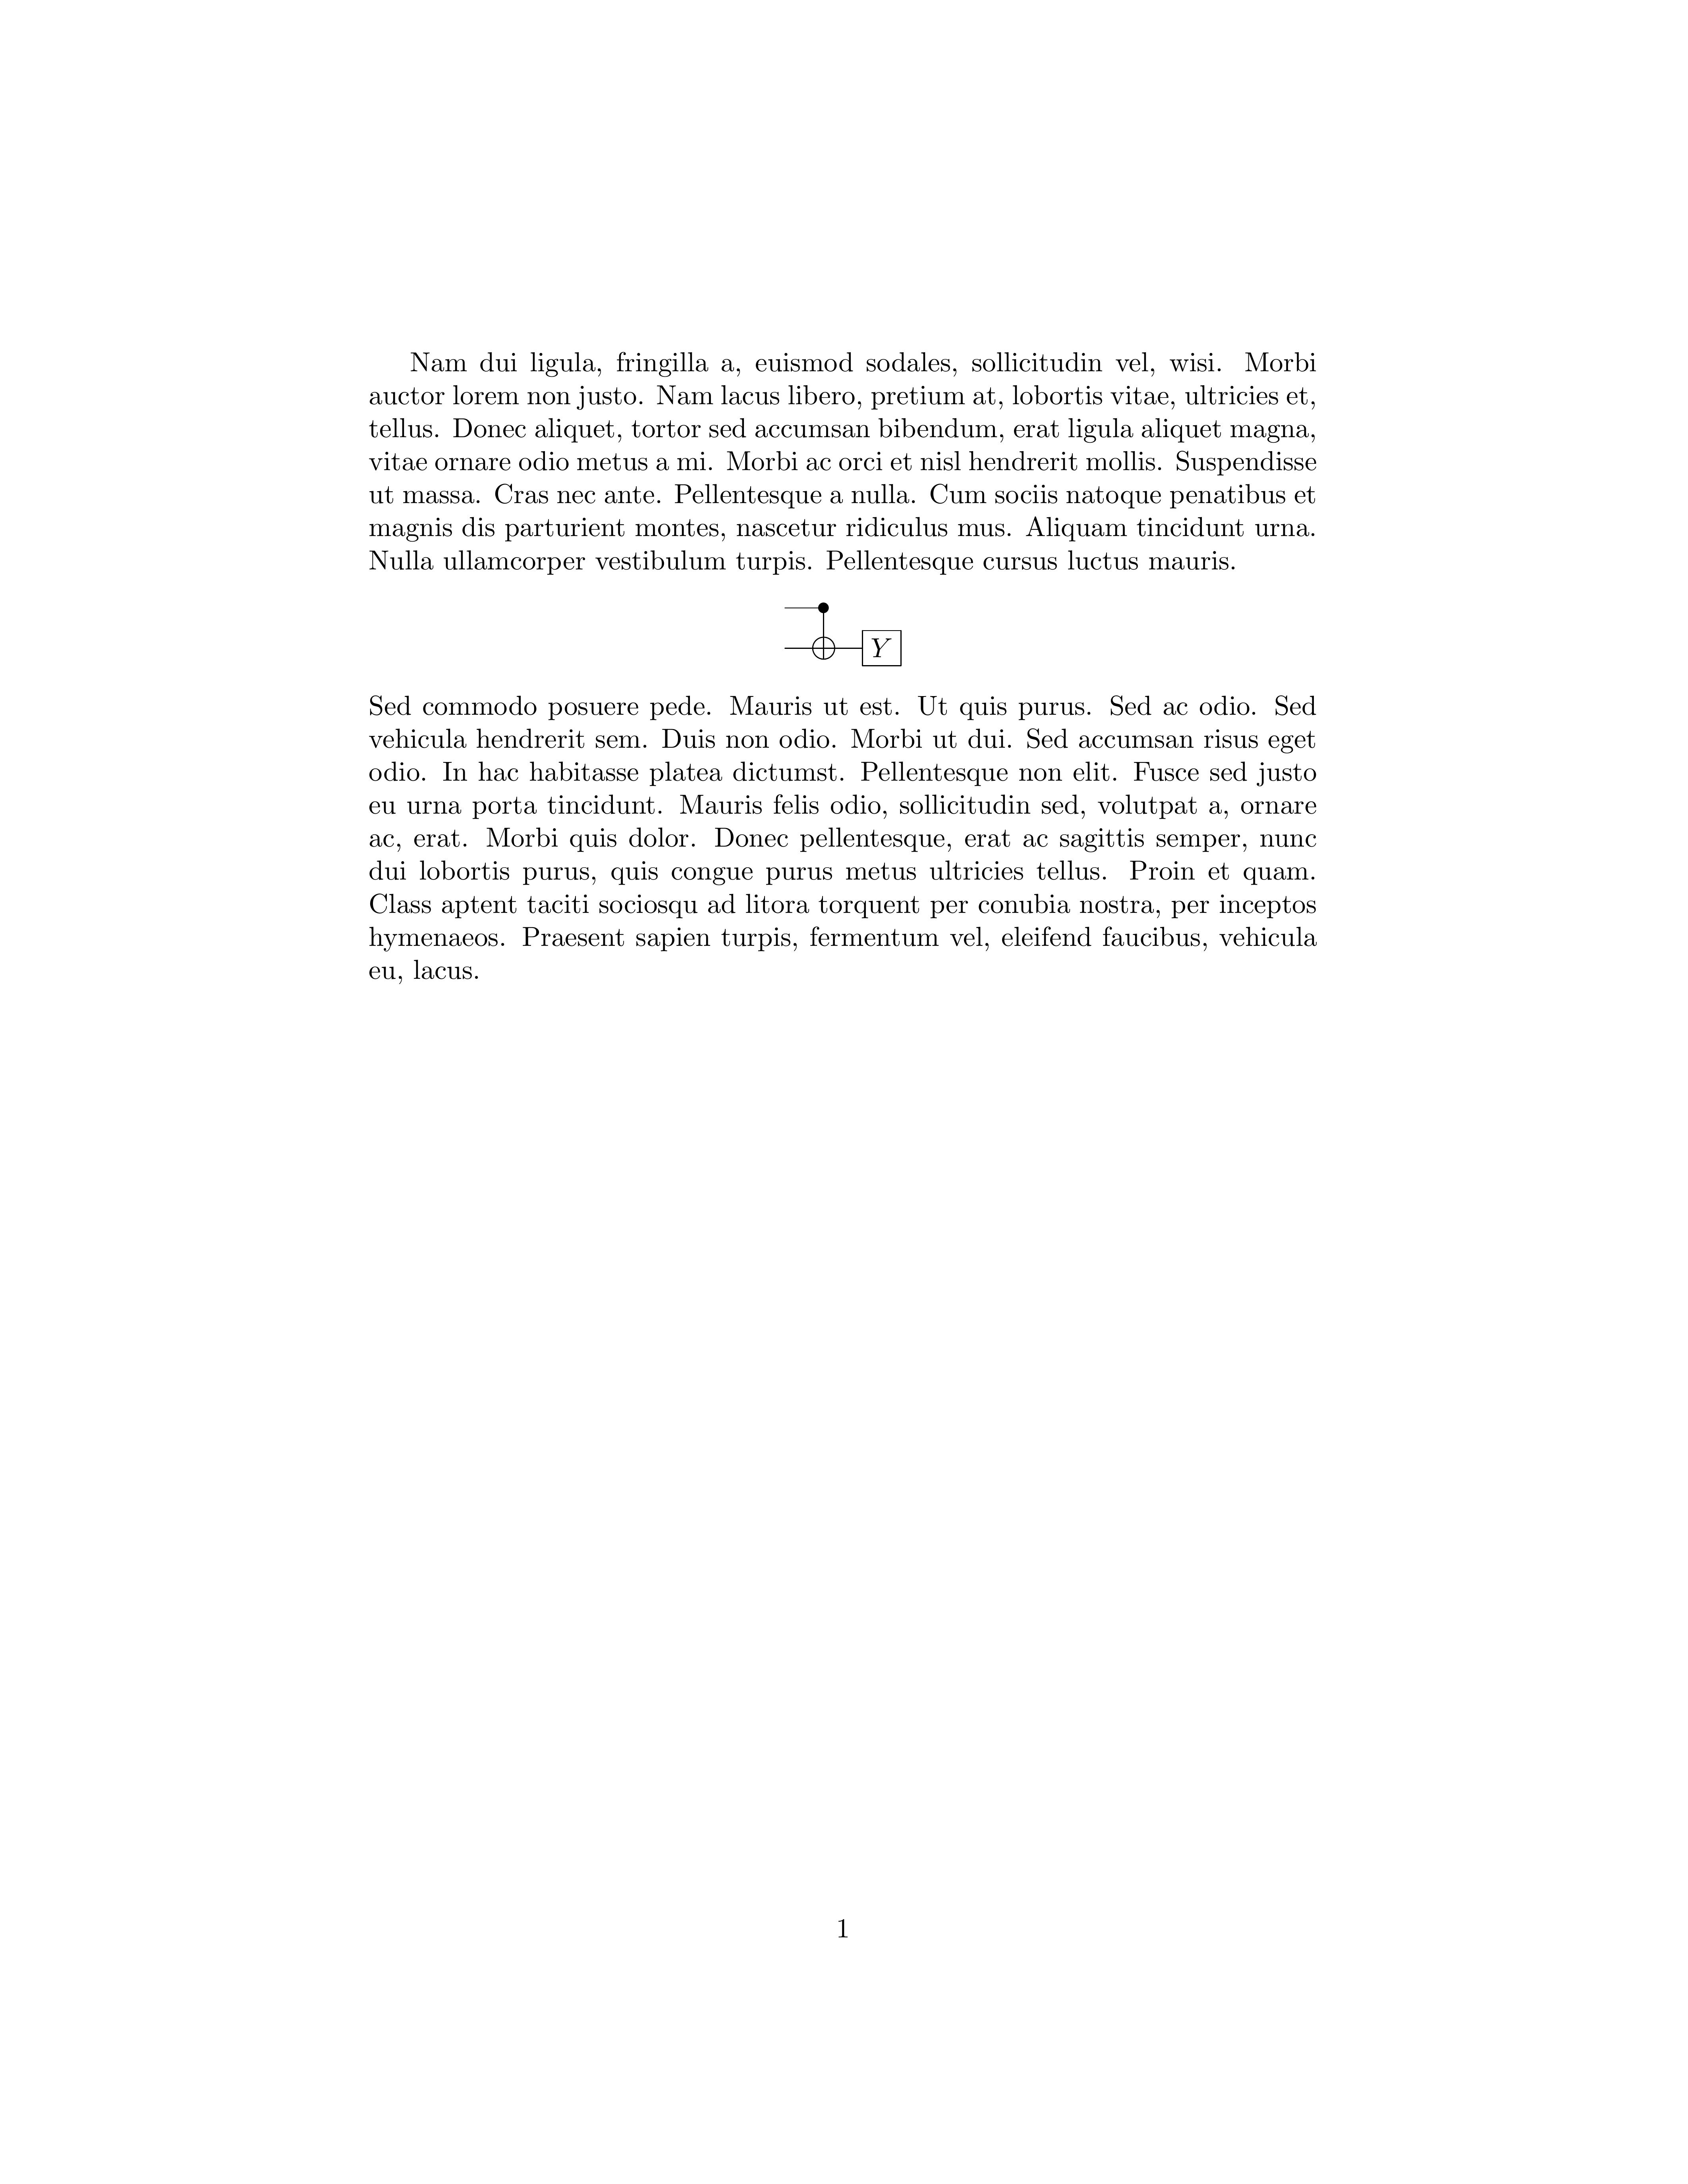 Nam dui ligula, fringilla a, euismod sodales, sollicitudin vel, wisi. Morbi
auctor lorem non justo. Nam lacus libero, pretium at, lobortis vitae, ultricies et,
tellus. Donec aliquet, tortor sed accumsan bibendum, erat ligula aliquet magna,
vitae ornare odio metus a mi. Morbi ac orci et nisl hendrerit mollis. Suspendisse
ut massa. Cras nec ante. Pellentesque a nulla. Cum sociis natoque penatibus et
magnis dis parturient montes, nascetur ridiculus mus. Aliquam tincidunt urna.
Nulla ullamcorper vestibulum turpis. Pellentesque cursus luctus mauris.
Y
Sed commodo posuere pede. Mauris ut est. Ut quis purus. Sed ac odio. Sed
vehicula hendrerit sem. Duis non odio. Morbi ut dui. Sed accumsan risus eget
odio. In hac habitasse platea dictumst. Pellentesque non elit. Fusce sed justo
eu urna porta tincidunt. Mauris felis odio, sollicitudin sed, volutpat a, ornare
ac, erat. Morbi quis dolor. Donec pellentesque, erat ac sagittis semper, nunc
dui lobortis purus, quis congue purus metus ultricies tellus. Proin et quam.
Class aptent taciti sociosqu ad litora torquent per conubia nostra, per inceptos
hymenaeos. Praesent sapien turpis, fermentum vel, eleifend faucibus, vehicula
eu, lacus.
1